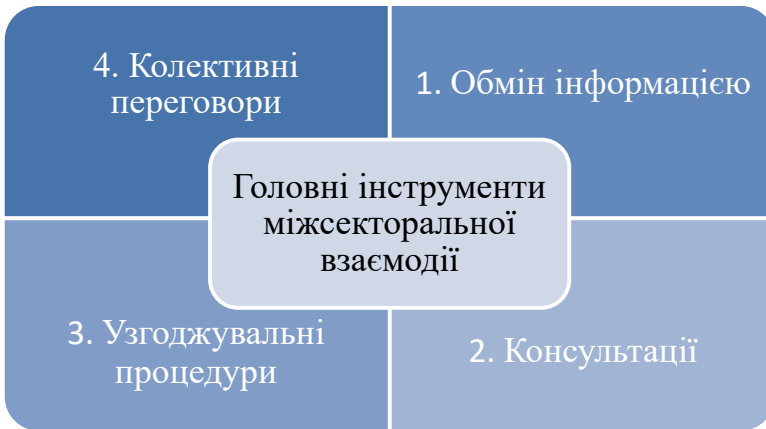 4. Колективні
переговори
1. Обмін інформацією
Головні інструменти
міжсекторальної
взаємодії
3. Узгоджувальні
процедури
2. Консультації